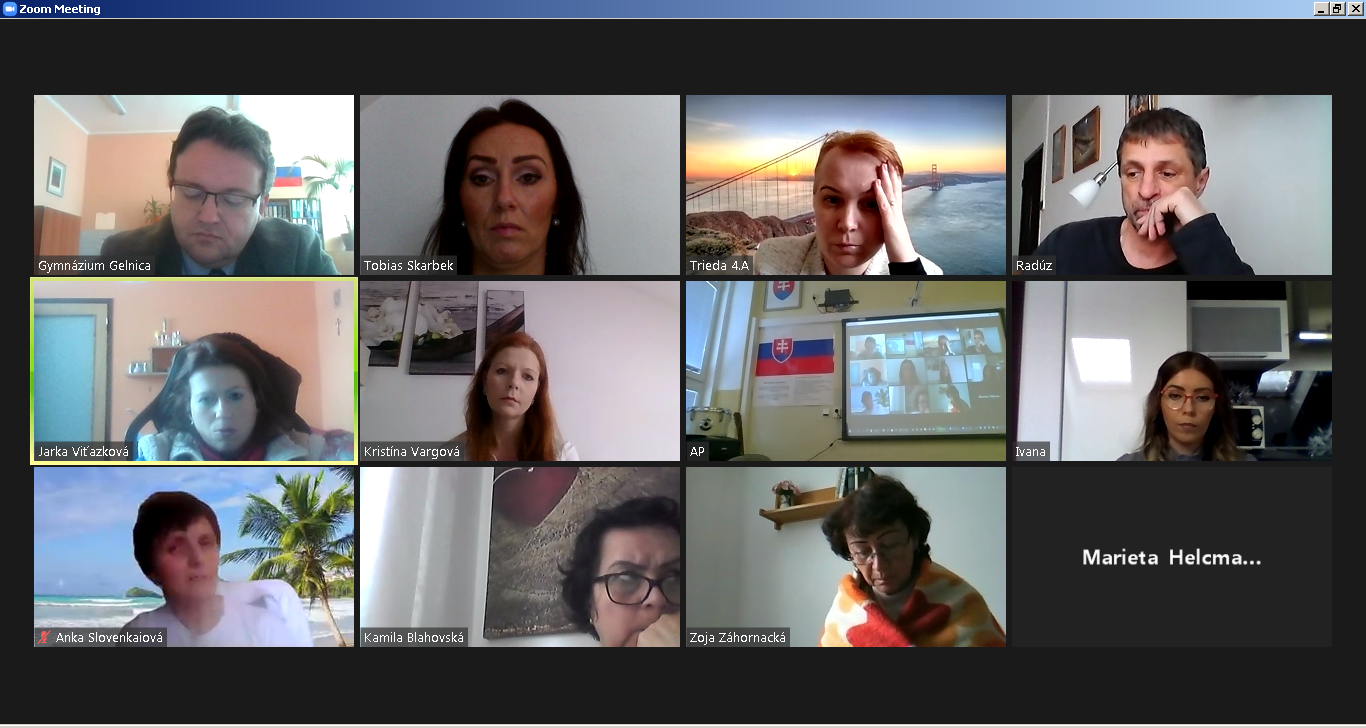 Zoom Meeting
Gymnázium Gelnica
Tobias Skarbek
Trieda 4.A
Radúz
Jarka Viťazková
Kristína Vargová
AP
Ivana
Anka Slovenkaiová
Kamila Blahovská
Zoja Záhornacká
Marieta Helcma...